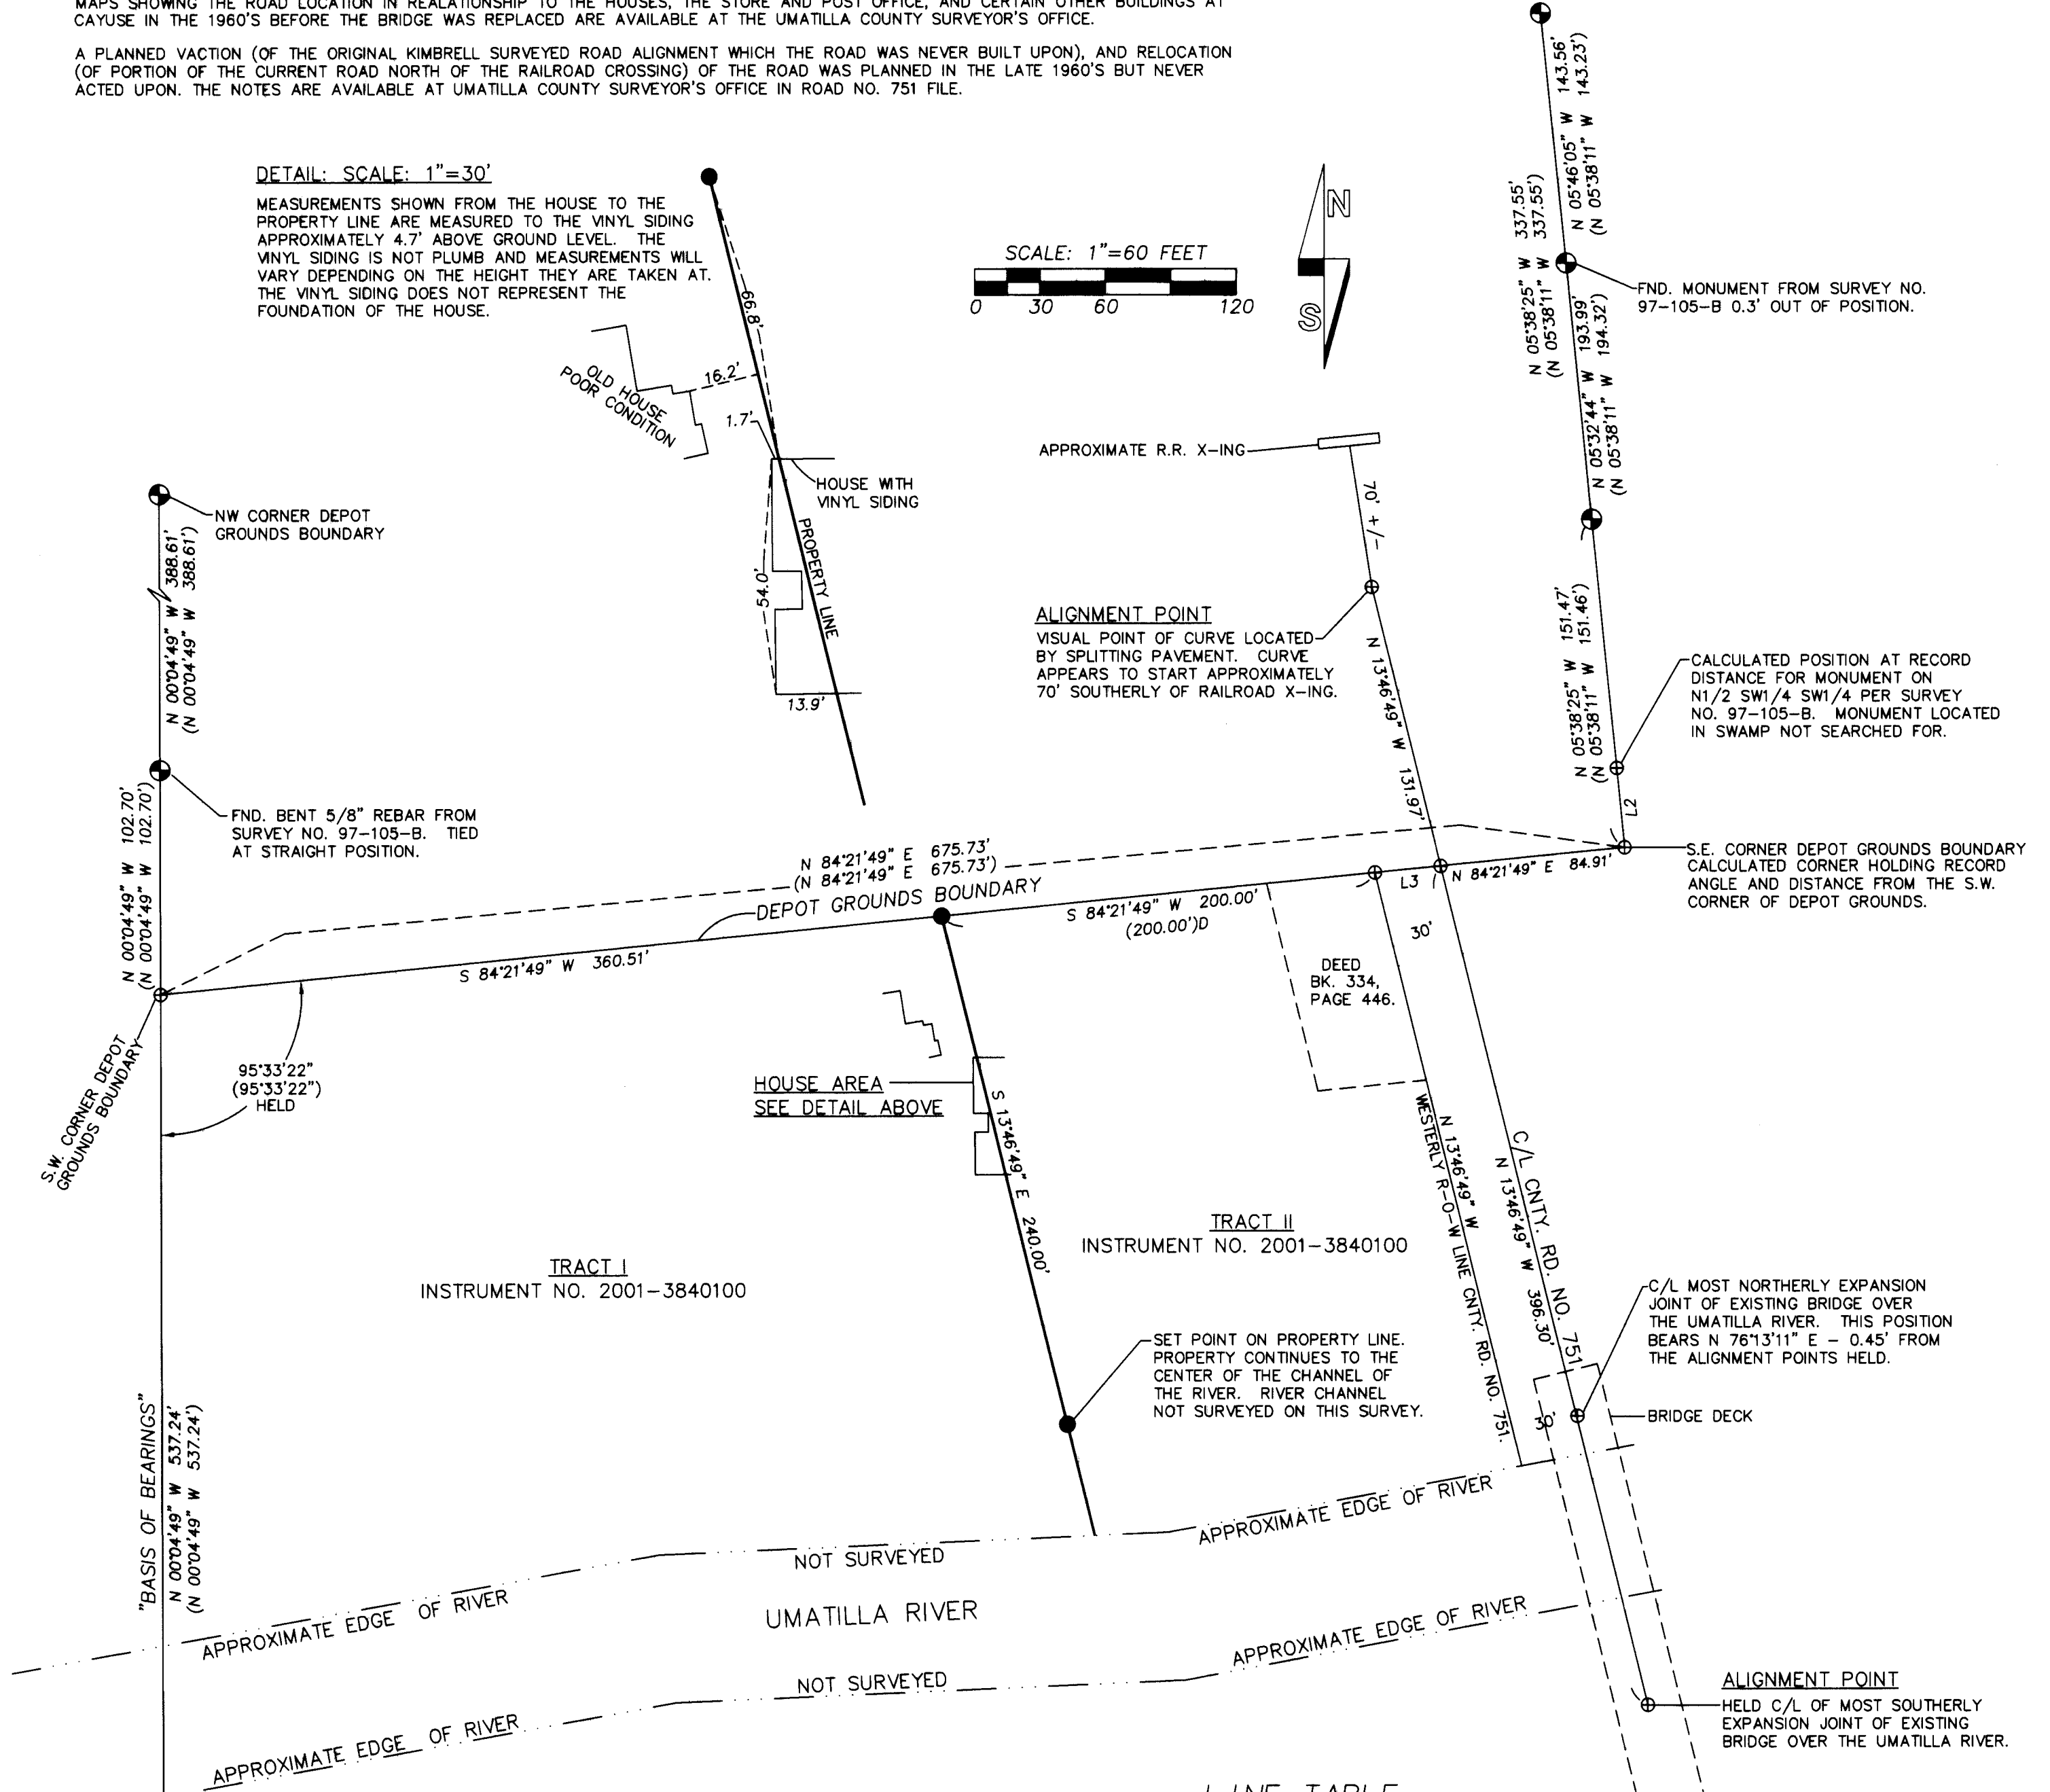 MAPS SHOWING THE ROAD LOCATION IN REALATIONSHIP TO THE HOUSES, THE STORE AND POST OFFICE, AND CERTAIN OTHER BUILDINGS AT
CAYUSE IN THE 1960'S BEFORE THE BRIDGE WAS REPLACED ARE AVAILABLE AT THE UMATILLA COUNTY SURVEYOR'S OFFICE.
A PLANNED VACTION (OF THE ORIGINAL KIMBRELL SURVEYED ROAD ALIGNMENT WHICH THE ROAD WAS NEVER BUILT UPON), AND RELOCATION
(OF PORTION OF THE CURRENT ROAD NORTH OF THE RAILROAD CROSSING) OF THE ROAD WAS PLANNED IN THE LATE 1960'S BUT NEVER
ACTED UPON. THE NOTES ARE AVAILABLE AT UMATILLA COUNTY SURVEYOR'S OFFICE IN ROAD NO. 751 FILE.
DETAIL: SCALE: 1"=30'
MEASUREMENTS SHOWN FROM THE HOUSE TO THE
PROPERTY LINE ARE MEASURED TO THE VINYL SIDING
APPROXIMATELY 4.7' ABOVE GROUND LEVEL. THE
VINYL SIDING IS NOT PLUMB AND MEASUREMENTS WILL
VARY DEPENDING ON THE HEIGHT THEY ARE TAKEN AT.
THE VINYL SIDING DOES NOT REPRESENT THE
FOUNDATION OF THE HOUSE.
66.8'
16.2'
OLD HOUSE
POOR CONDITION
1.7'
HOUSE WITH
VINYL SIDING
PROPERTY LINE
54.0'
13.9'
SCALE: 1"=60 FEET
0 30 60 120
N
S
N 05°46'05" W 143.56'
(N 05°38'11" W 143.23')
N 05°38'25" W 337.55'
(N 05°38'11" W 337.55')
FND. MONUMENT FROM SURVEY NO.
97-105-B 0.3' OUT OF POSITION.
N 05°32'44" W 193.99'
(N 05°38'11" W 194.32')
APPROXIMATE R.R. X-ING
70' +/-
ALIGNMENT POINT
VISUAL POINT OF CURVE LOCATED
BY SPLITTING PAVEMENT. CURVE
APPEARS TO START APPROXIMATELY
70' SOUTHERLY OF RAILROAD X-ING.
N 13°46'49" W 131.97'
N 05°38'25" W 151.47'
(N 05°38'11" W 151.46')
CALCULATED POSITION AT RECORD
DISTANCE FOR MONUMENT ON
N1/2 SW1/4 SW1/4 PER SURVEY
NO. 97-105-B. MONUMENT LOCATED
IN SWAMP NOT SEARCHED FOR.
L2
NW CORNER DEPOT
GROUNDS BOUNDARY
N 00°04'49" W 388.61'
(N 00°04'49" W 388.61')
FND. BENT 5/8" REBAR FROM
SURVEY NO. 97-105-B. TIED
AT STRAIGHT POSITION.
N 00°04'49" W 102.70'
(N 00°04'49" W 102.70')
N 84°21'49" E 675.73'
(N 84°21'49" E 675.73')
DEPOT GROUNDS BOUNDARY
S 84°21'49" W 360.51'
S 84°21'49" W 200.00'
(200.00')D
L3
N 84°21'49" E 84.91'
S.E. CORNER DEPOT GROUNDS BOUNDARY
CALCULATED CORNER HOLDING RECORD
ANGLE AND DISTANCE FROM THE S.W.
CORNER OF DEPOT GROUNDS.
30'
DEED
BK. 334,
PAGE 446.
S.W. CORNER DEPOT
GROUNDS BOUNDARY
95°33'22"
(95°33'22")
HELD
HOUSE AREA
SEE DETAIL ABOVE
S 13°46'49" E 240.00'
TRACT I
INSTRUMENT NO. 2001-3840100
TRACT II
INSTRUMENT NO. 2001-3840100
WESTERLY R-O-W LINE CNTY. RD. NO. 751.
N 13°46'49" W
C/L CNTY. RD. NO. 751
N 13°46'49" W 396.30'
C/L MOST NORTHERLY EXPANSION
JOINT OF EXISTING BRIDGE OVER
THE UMATILLA RIVER. THIS POSITION
BEARS N 76°13'11" E - 0.45' FROM
THE ALIGNMENT POINTS HELD.
SET POINT ON PROPERTY LINE.
PROPERTY CONTINUES TO THE
CENTER OF THE CHANNEL OF
THE RIVER. RIVER CHANNEL
NOT SURVEYED ON THIS SURVEY.
30'
BRIDGE DECK
"BASIS OF BEARINGS"
N 00°04'49" W 537.24'
(N 00°04'49" W 537.24')
APPROXIMATE EDGE OF RIVER
NOT SURVEYED
APPROXIMATE EDGE OF RIVER
UMATILLA RIVER
APPROXIMATE EDGE OF RIVER
NOT SURVEYED
APPROXIMATE EDGE OF RIVER
ALIGNMENT POINT
HELD C/L OF MOST SOUTHERLY
EXPANSION JOINT OF EXISTING
BRIDGE OVER THE UMATILLA RIVER.
LINE TABLE